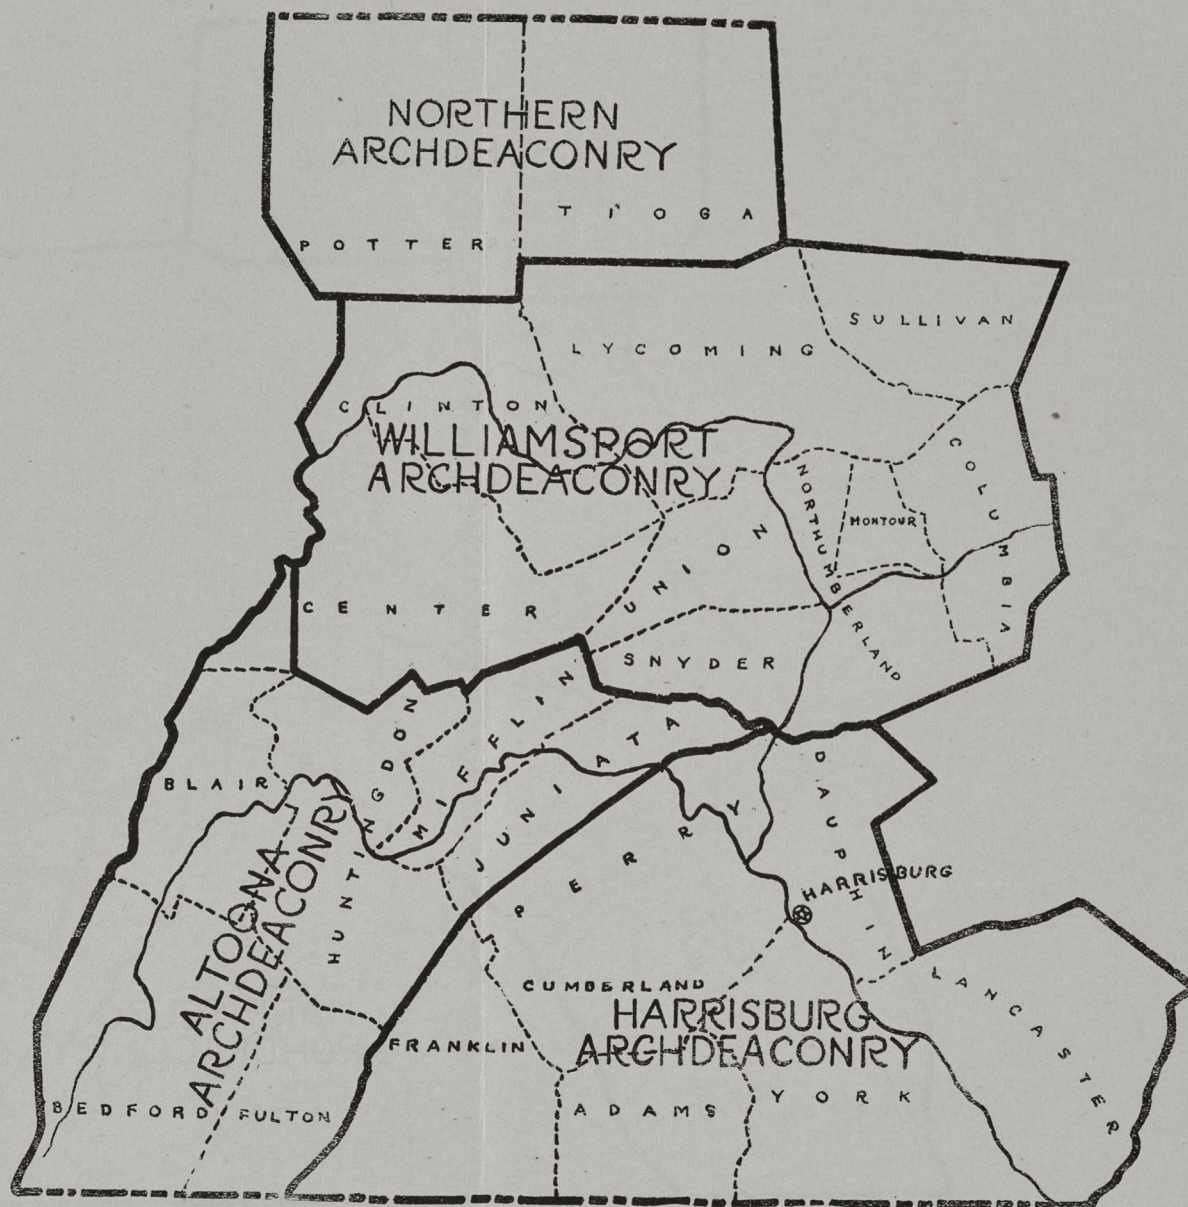 NORTHERN
ARCHDEACONRY
TIOGA
POTTER
SULLIVAN
LYCOMING
CLINTON
WILLIAMSPORT
ARCHDEACONRY
COLUMBIA
NORTHUMBERLAND
MONTOUR
UNION
CENTER
SNYDER
MIFFLIN
HUNTINGDON
JUNIATA
BLAIR
DAUPHIN
PERRY
HARRISBURG
ALTOONA
ARCHDEACONRY
CUMBERLAND
LANCASTER
HARRISBURG
ARCHDEACONRY
FRANKLIN
BEDFORD
FULTON
ADAMS
YORK